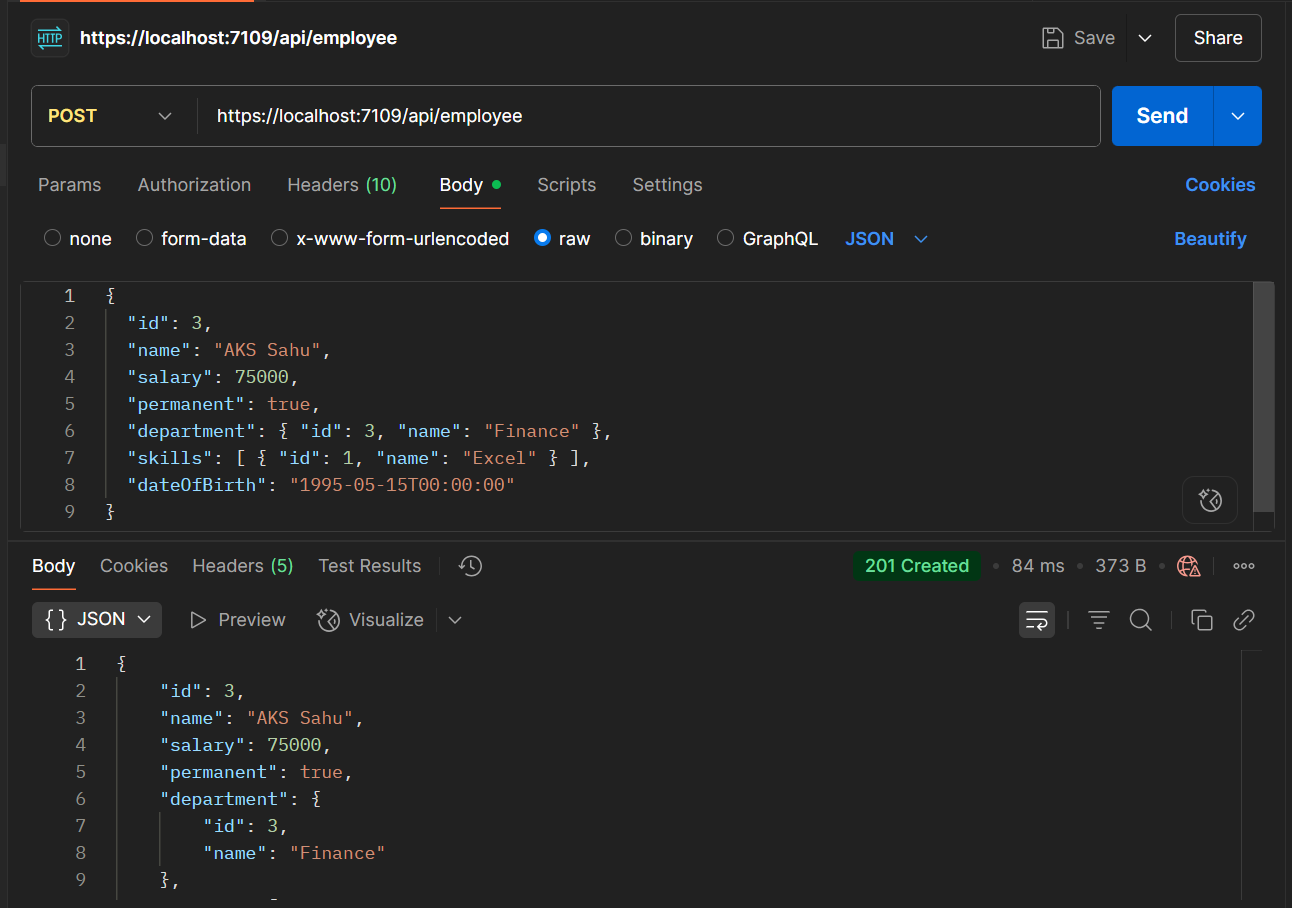 HTTP https://localhost:7109/api/employee Save Share
POST https://localhost:7109/api/employee Send
Params Authorization Headers (10) Body Scripts Settings Cookies
none form-data x-www-form-urlencoded raw binary GraphQL JSON Beautify
1 {
2 "id": 3,
3 "name": "AKS Sahu",
4 "salary": 75000,
5 "permanent": true,
6 "department": { "id": 3, "name": "Finance" },
7 "skills": [ { "id": 1, "name": "Excel" } ],
8 "dateOfBirth": "1995-05-15T00:00:00"
9 }
Body Cookies Headers (5) Test Results 201 Created • 84 ms • 373 B •
{} JSON Preview Visualize
1 {
2 "id": 3,
3 "name": "AKS Sahu",
4 "salary": 75000,
5 "permanent": true,
6 "department": {
7 "id": 3,
8 "name": "Finance"
9 },